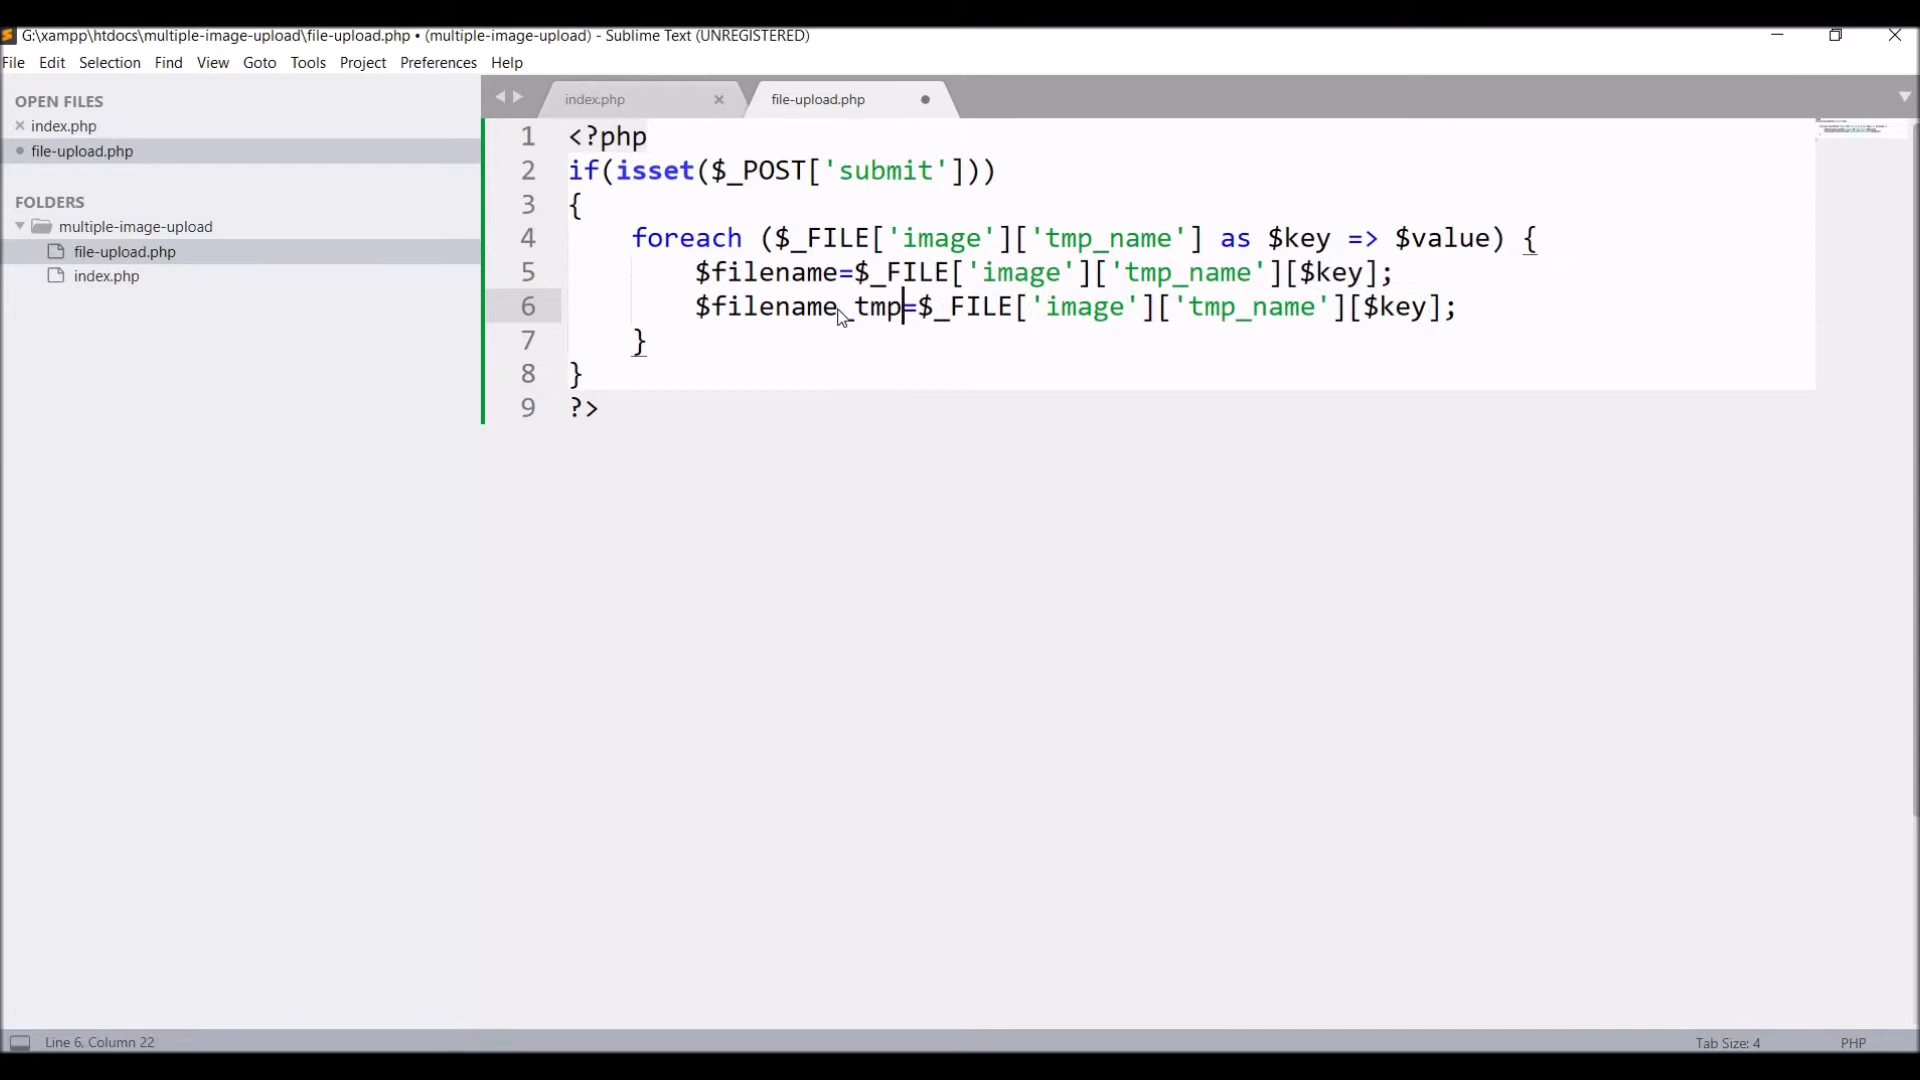 G:\xampp\htdocs\multiple-image-upload\file-upload.php • (multiple-image-upload) - Sublime Text (UNREGISTERED)
File Edit Selection Find View Goto Tools Project Preferences Help
OPEN FILES
index.php
file-upload.php
FOLDERS
multiple-image-upload
file-upload.php
index.php
index.php file-upload.php
1 <?php
2 if(isset($_POST['submit']))
3 {
4 foreach ($_FILE['image']['tmp_name'] as $key => $value) {
5 $filename=$_FILE['image']['tmp_name'][$key];
6 $filename_tmp=$_FILE['image']['tmp_name'][$key];
7 }
8 }
9 ?>
Line 6, Column 22 Tab Size: 4 PHP